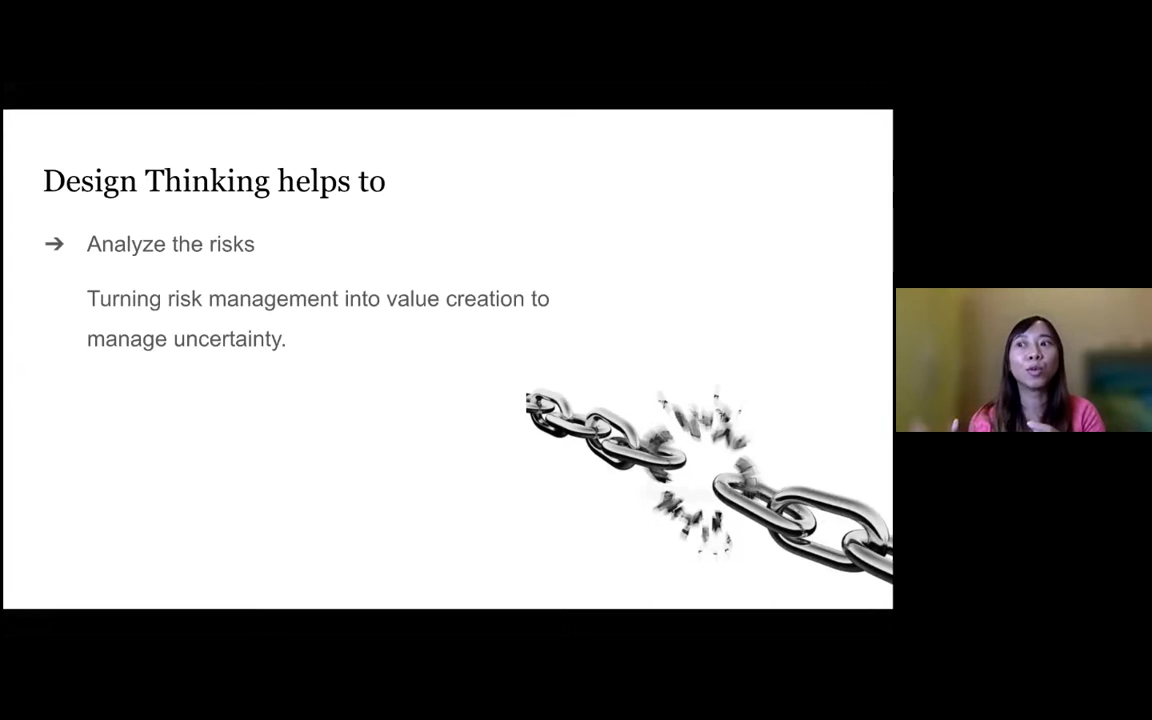 Design Thinking helps to
➔ Analyze the risks
Turning risk management into value creation to
manage uncertainty.